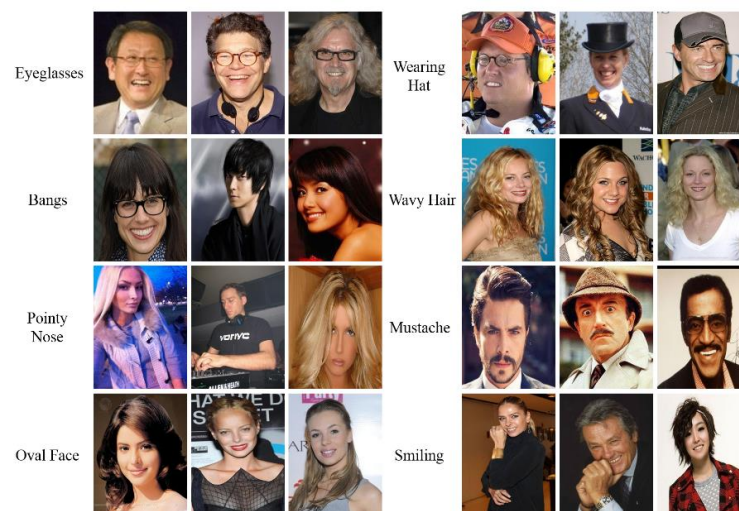 Eyeglasses
Wearing
Hat
Bangs
Wavy Hair
Pointy
Nose
Mustache
Oval Face
Smiling